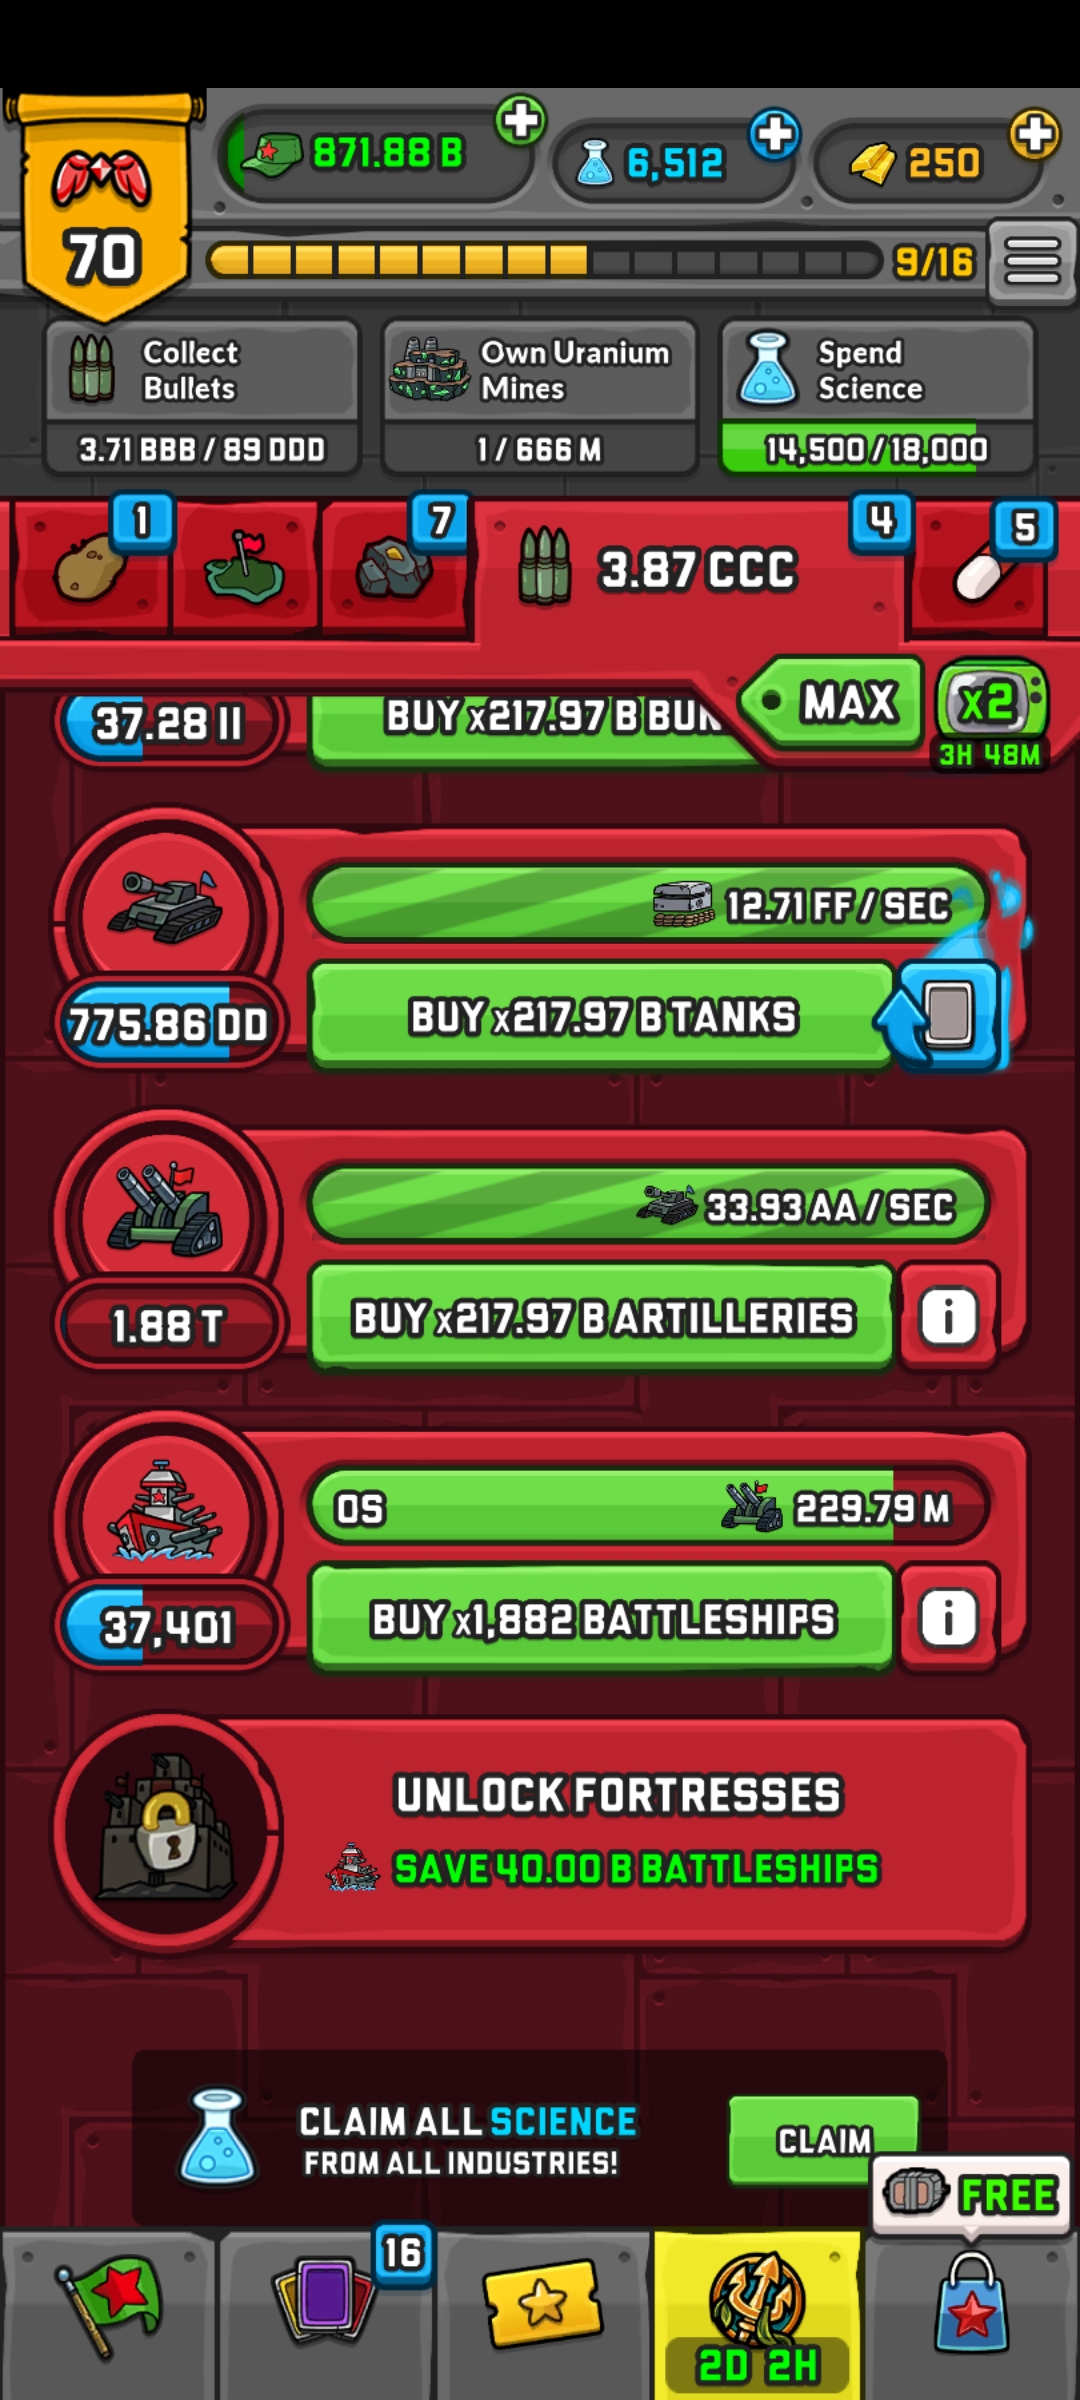 70
871.88 B
6,512
250
9/16
Collect
Bullets
3.71 BBB / 89 DDD
Own Uranium
Mines
1 / 666 M
Spend
Science
14,500/18,000
1
7
3.87 CCC
4
5
MAX
x2
3H 48M
37.28 II
BUY x217.97 B BUN
12.71 FF / SEC
775.86 DD
BUY x217.97 B TANKS
33.93 AA / SEC
1.88 T
BUY x217.97 B ARTILLERIES
i
0S
229.79 M
37,401
BUY x1,882 BATTLESHIPS
i
UNLOCK FORTRESSES
SAVE 40.00 B BATTLESHIPS
CLAIM ALL SCIENCE
FROM ALL INDUSTRIES!
CLAIM
FREE
16
2D 2H